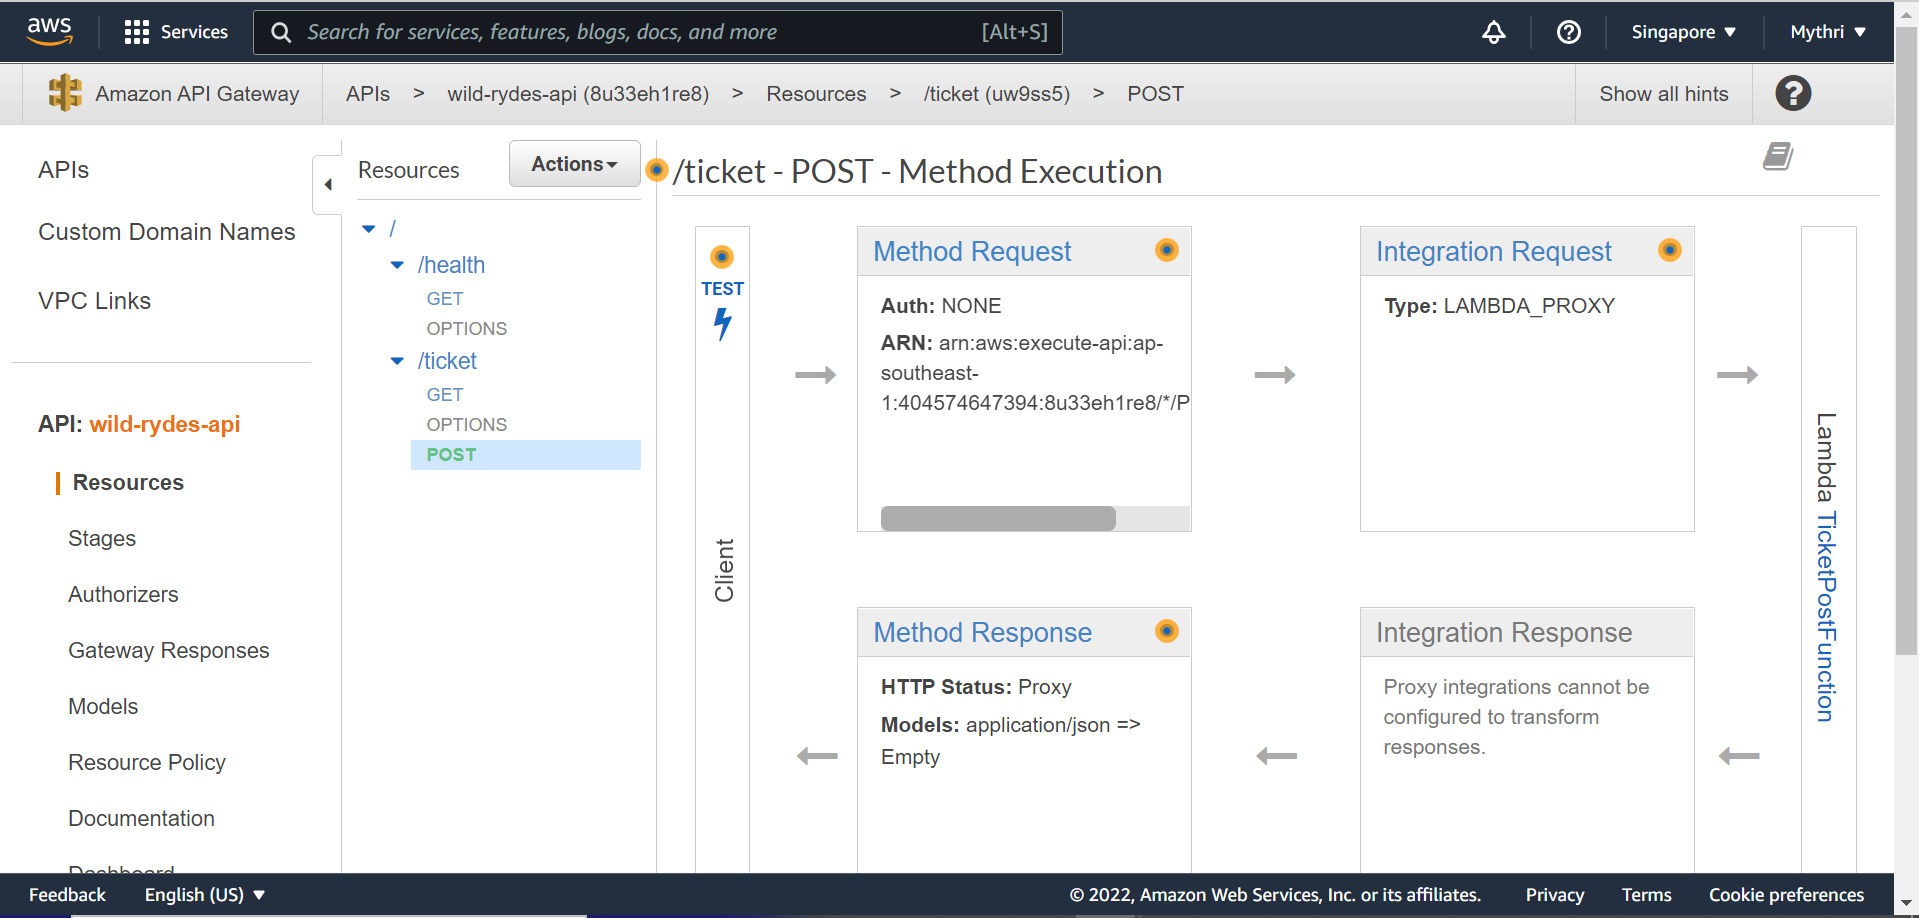 aws
Services
Search for services, features, blogs, docs, and more
[Alt+S]
Singapore ▼
Mythri ▼
Amazon API Gateway
APIs > wild-rydes-api (8u33eh1re8) > Resources > /ticket (uw9ss5) > POST
Show all hints
?
APIs
Custom Domain Names
VPC Links
API: wild-rydes-api
Resources
Stages
Authorizers
Gateway Responses
Models
Resource Policy
Documentation
Dashboard
Resources
Actions
/
/health
GET
OPTIONS
/ticket
GET
OPTIONS
POST
/ticket - POST - Method Execution
TEST
Client
Method Request
Auth: NONE
ARN: arn:aws:execute-api:ap-
southeast-
1:404574647394:8u33eh1re8/*/P
Integration Request
Type: LAMBDA_PROXY
Lambda TicketPostFunction
Method Response
HTTP Status: Proxy
Models: application/json =>
Empty
Integration Response
Proxy integrations cannot be
configured to transform
responses.
Feedback
English (US) ▼
© 2022, Amazon Web Services, Inc. or its affiliates.
Privacy
Terms
Cookie preferences